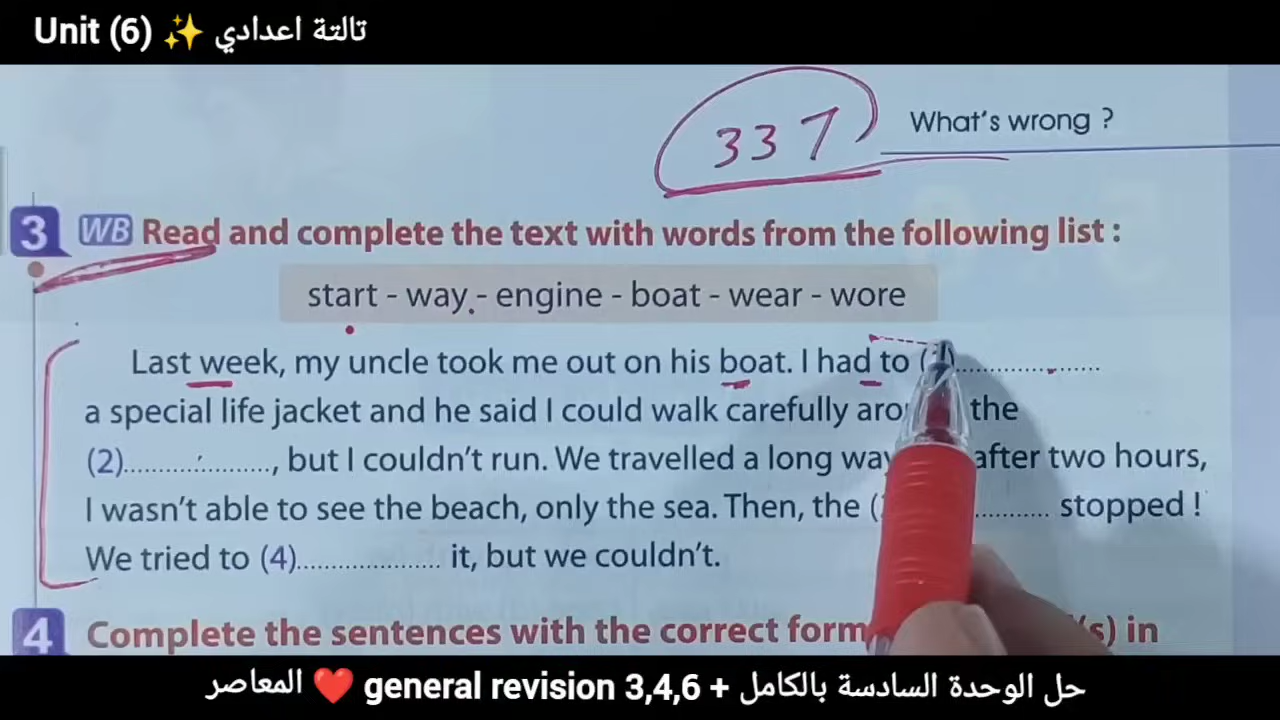 Unit (6) ✨ تالتة اعدادي
337
What's wrong ?
3 WB Read and complete the text with words from the following list :
start - way - engine - boat - wear - wore
Last week, my uncle took me out on his boat. I had to ....................
a special life jacket and he said I could walk carefully the
(2)...................., but I couldn't run. We travelled a long way after two hours,
I wasn't able to see the beach, only the sea. Then, the ( .......... stopped !
We tried to (4).................... it, but we couldn't.
4 Complete the sentences with the correct form (s) in
حل الوحدة السادسة بالكامل + general revision 3,4,6 ❤️ المعاصر